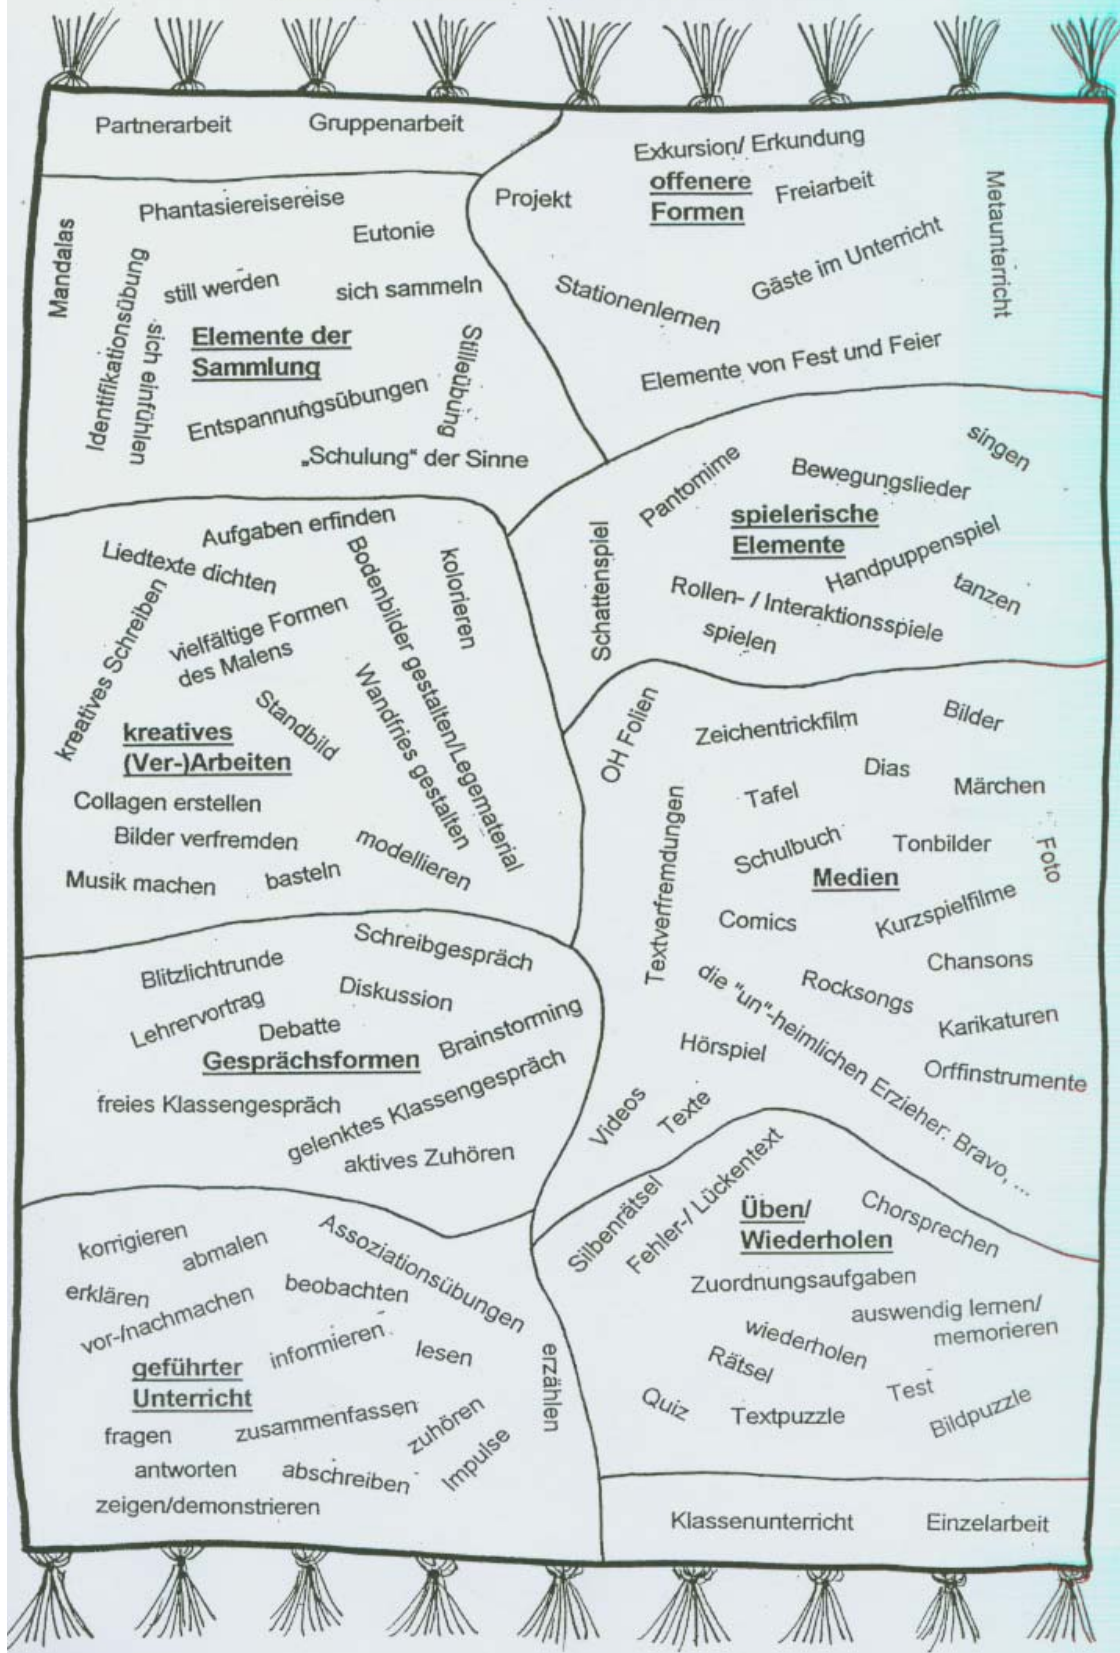 Partnerarbeit
Gruppenarbeit
Phantasiereisereise
Eutonie
Mandalas
Identifikationsübung
sich einfühlen
still werden
sich sammeln
Elemente der
Sammlung
Stilleübung
Entspannungsübungen
„Schulung“ der Sinne
Exkursion/ Erkundung
offenere
Formen
Projekt
Freiarbeit
Metaunterricht
Gäste im Unterricht
Stationenlernen
Elemente von Fest und Feier
singen
Pantomime
Bewegungslieder
spielerische
Elemente
Schattenspiel
Handpuppenspiel
tanzen
Rollen- / Interaktionsspiele
spielen
Aufgaben erfinden
Liedtexte dichten
kreatives Schreiben
Bodenbilder gestalten/Legematerial
kolorieren
vielfältige Formen
des Malens
Wandfries gestalten
Standbild
kreatives
(Ver-)Arbeiten
Collagen erstellen
Bilder verfremden
modellieren
Musik machen
basteln
OH Folien
Zeichentrickfilm
Bilder
Dias
Tafel
Märchen
Textverfremdungen
Schulbuch
Tonbilder
Foto
Medien
Comics
Kurzspielfilme
Chansons
die "un"-heimlichen Erzieher: Bravo, ...
Rocksongs
Karikaturen
Hörspiel
Orffinstrumente
Videos
Texte
Schreibgespräch
Blitzlichtrunde
Diskussion
Lehrervortrag
Debatte
Brainstorming
Gesprächsformen
freies Klassengespräch
gelenktes Klassengespräch
aktives Zuhören
korrigieren
abmalen
Assoziationsübungen
erklären
beobachten
vor-/nachmachen
informieren
lesen
erzählen
geführter
Unterricht
fragen
zusammenfassen
zuhören
Impulse
antworten
abschreiben
zeigen/demonstrieren
Silbenrätsel
Fehler-/ Lückentext
Üben/
Wiederholen
Chorsprechen
Zuordnungsaufgaben
auswendig lernen/
memorieren
wiederholen
Rätsel
Test
Quiz
Textpuzzle
Bildpuzzle
Klassenunterricht
Einzelarbeit